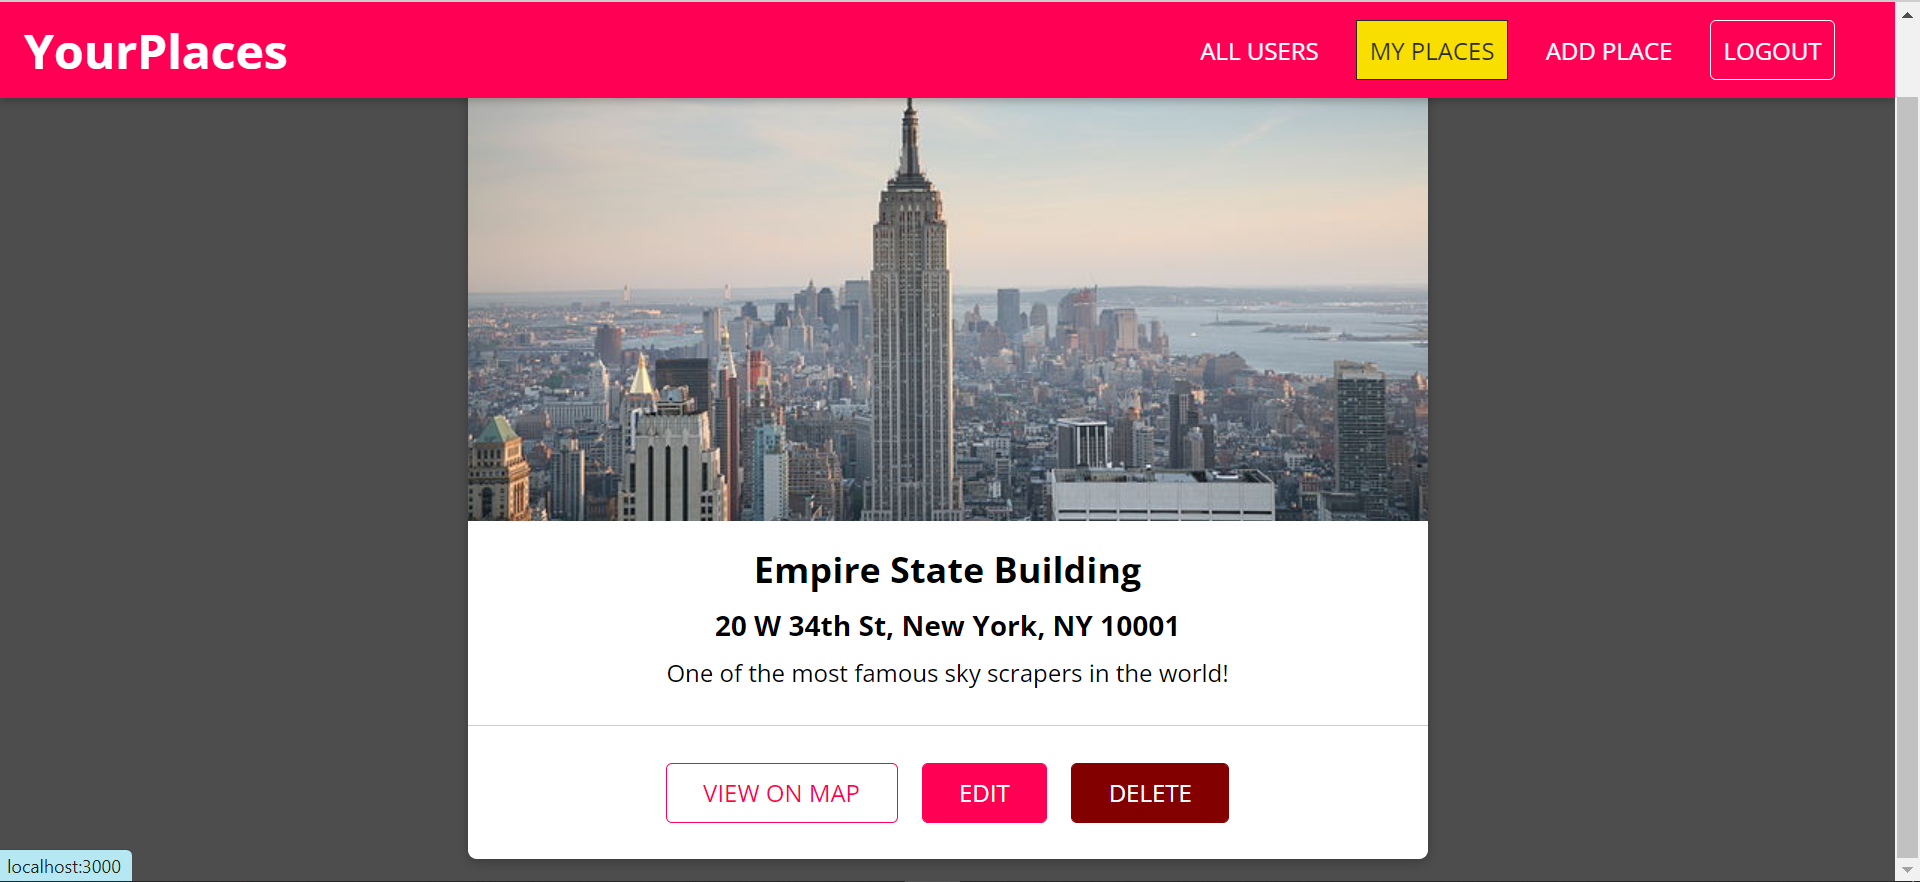 YourPlaces
ALL USERS
MY PLACES
ADD PLACE
LOGOUT
Empire State Building
20 W 34th St, New York, NY 10001
One of the most famous sky scrapers in the world!
VIEW ON MAP
EDIT
DELETE
localhost:3000